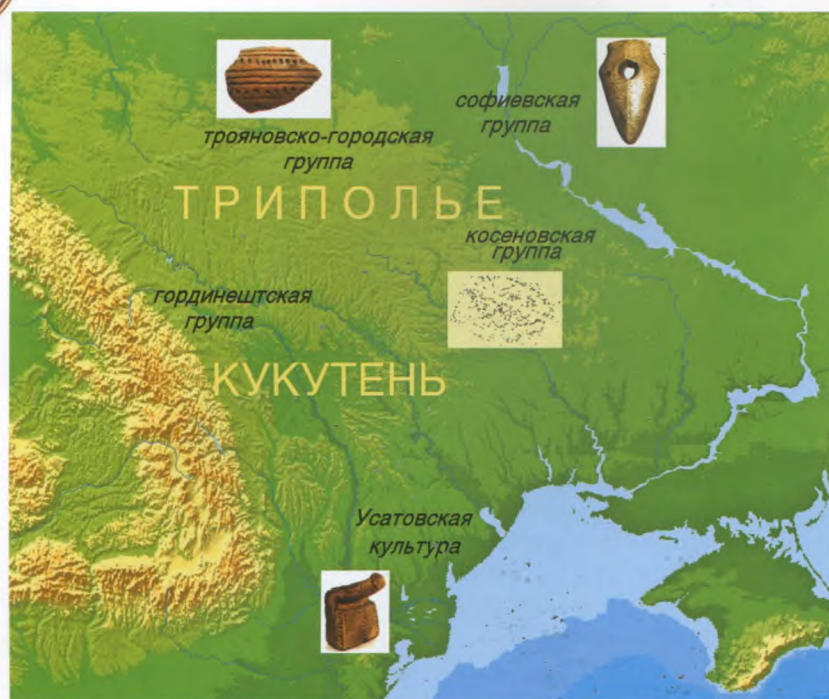 софиевская
группа
трояновско-городская
группа
ТРИПОЛЬЕ
косеновская
группа
гординештская
группа
КУКУТЕНЬ
Усатовская
культура